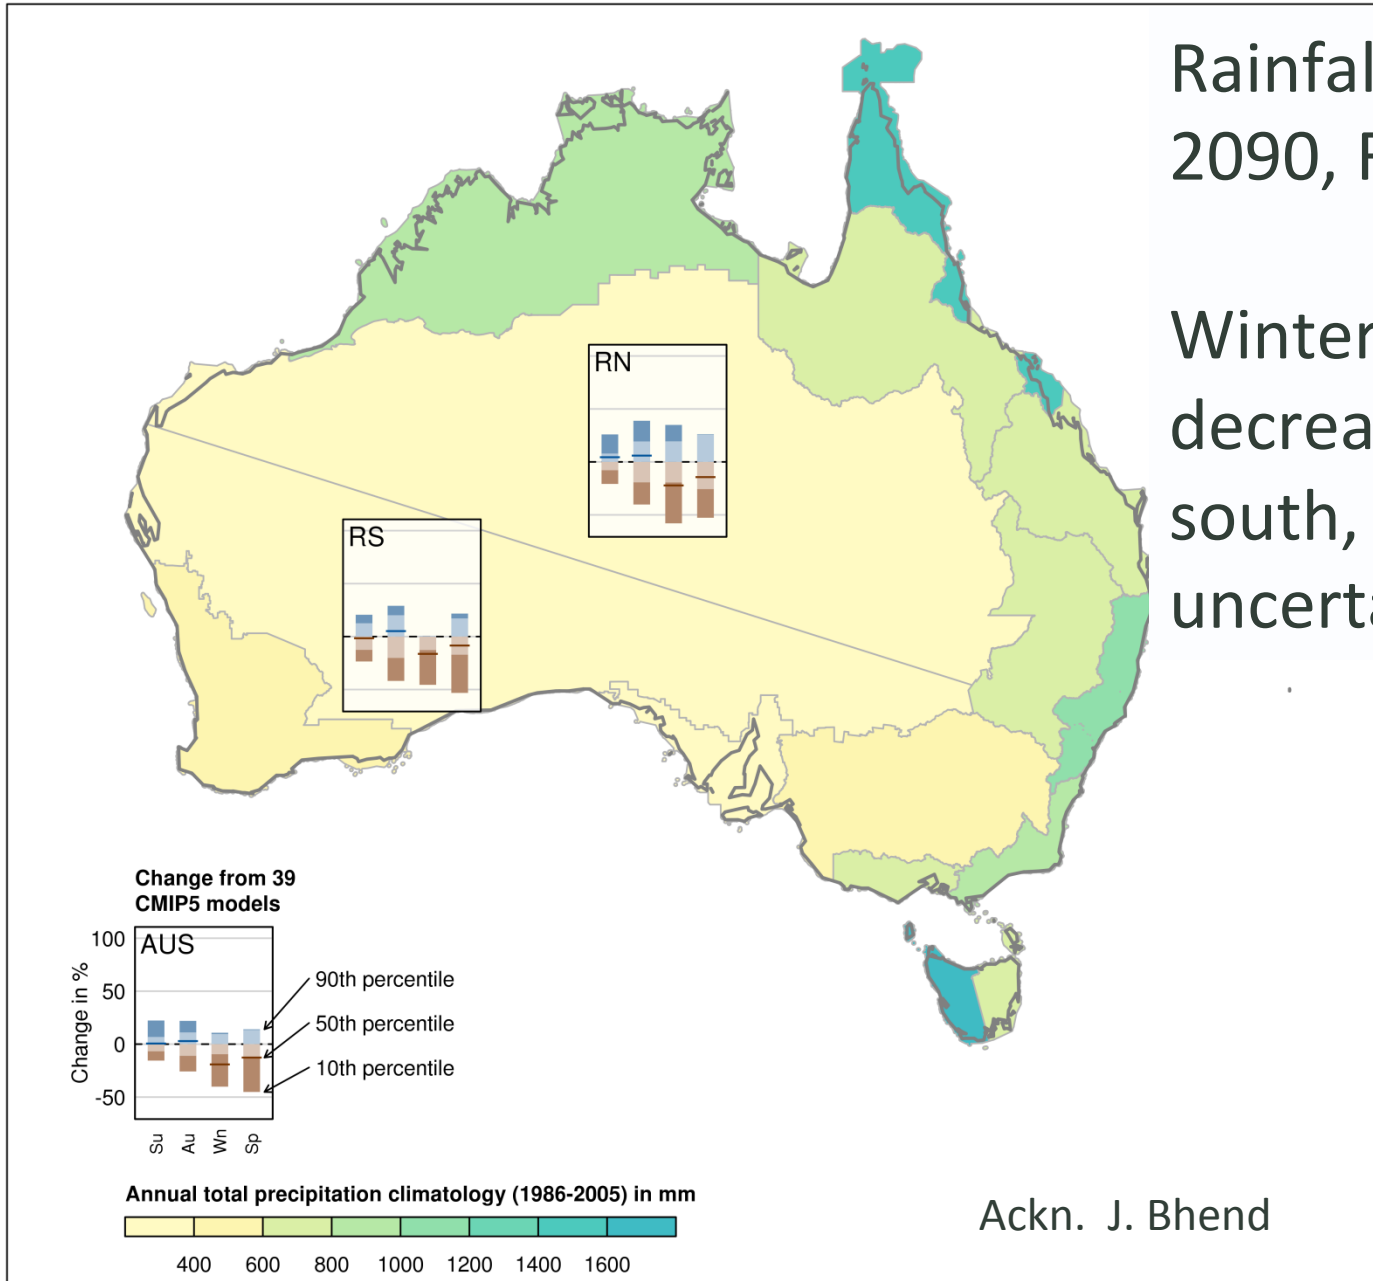 Rainfal
2090, F
Winter
decrea
south,
uncerta
RN
RS
Change from 39
CMIP5 models
AUS
100
50
0
-50
Change in %
90th percentile
50th percentile
10th percentile
Su
Au
Wn
Sp
Annual total precipitation climatology (1986-2005) in mm
400 600 800 1000 1200 1400 1600
Ackn. J. Bhend